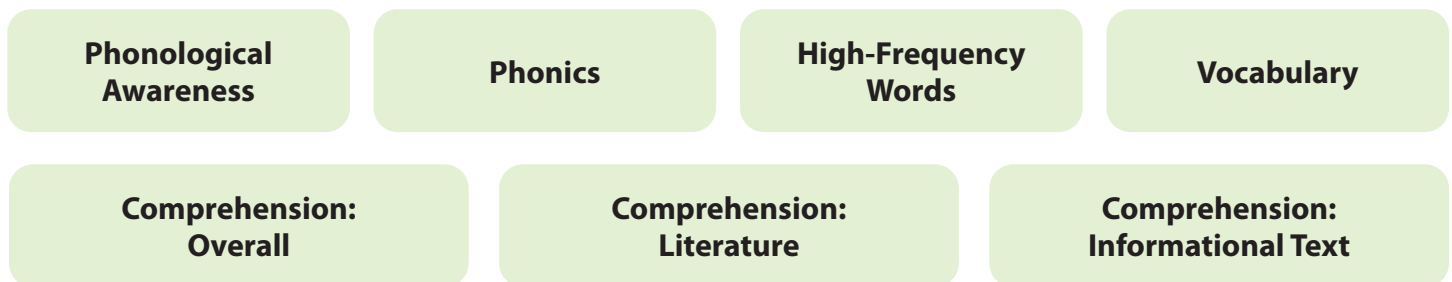 Phonological
Awareness
Phonics
High-Frequency
Words
Vocabulary
Comprehension:
Overall
Comprehension:
Literature
Comprehension:
Informational Text